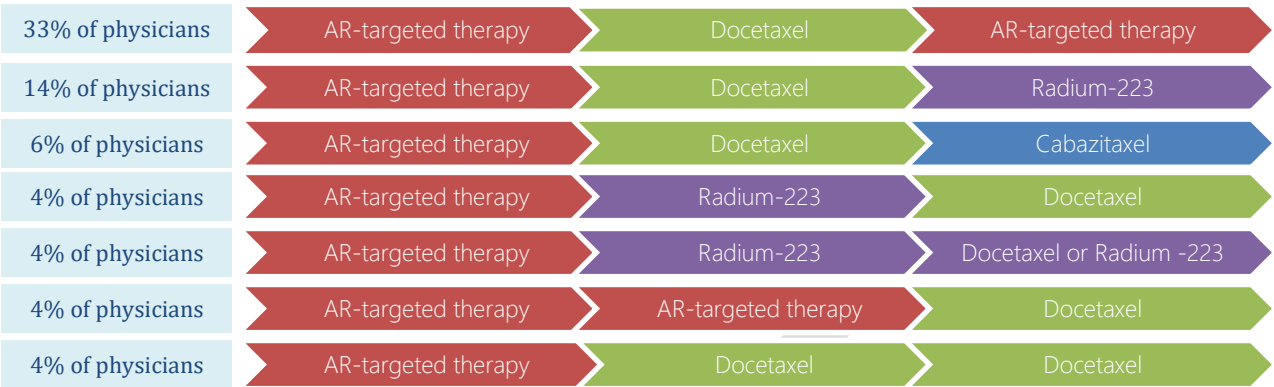 33% of physicians AR-targeted therapy Docetaxel AR-targeted therapy
14% of physicians AR-targeted therapy Docetaxel Radium-223
6% of physicians AR-targeted therapy Docetaxel Cabazitaxel
4% of physicians AR-targeted therapy Radium-223 Docetaxel
4% of physicians AR-targeted therapy Radium-223 Docetaxel or Radium -223
4% of physicians AR-targeted therapy AR-targeted therapy Docetaxel
4% of physicians AR-targeted therapy Docetaxel Docetaxel